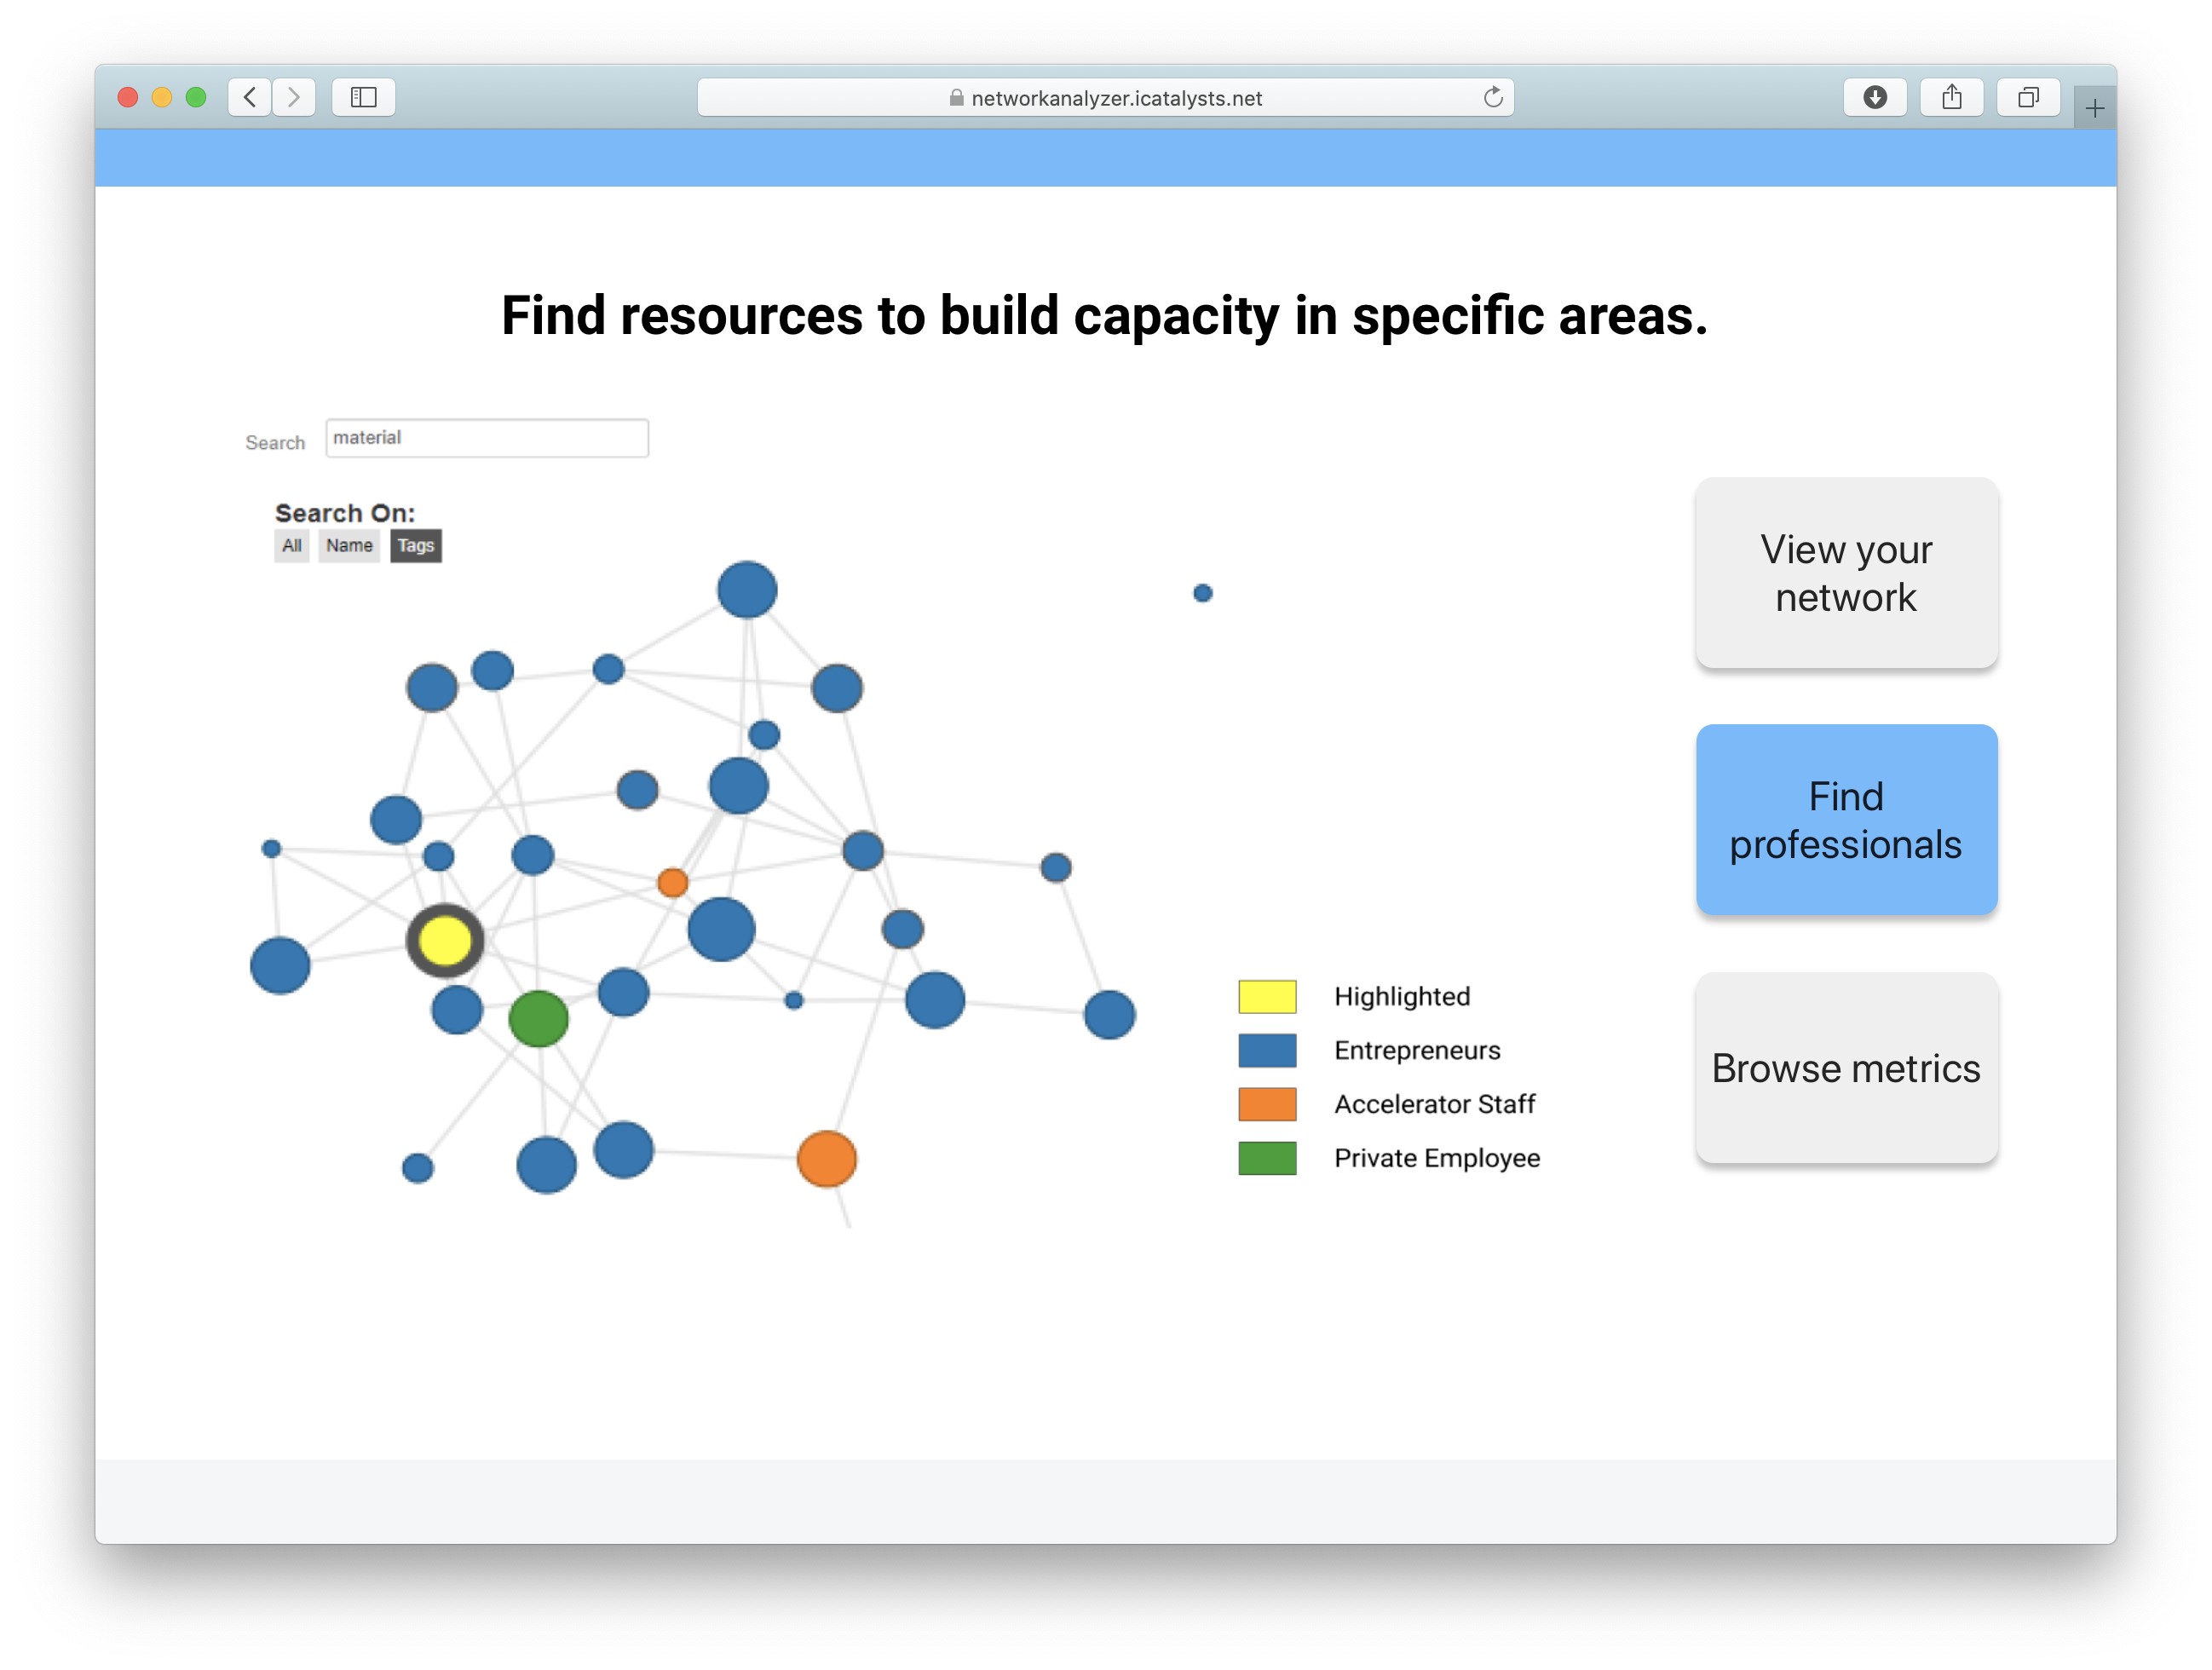 networkanalyzer.icatalysts.net
Find resources to build capacity in specific areas.
Search material
Search On:
All Name Tags
View your
network
Find
professionals
Browse metrics
Highlighted
Entrepreneurs
Accelerator Staff
Private Employee